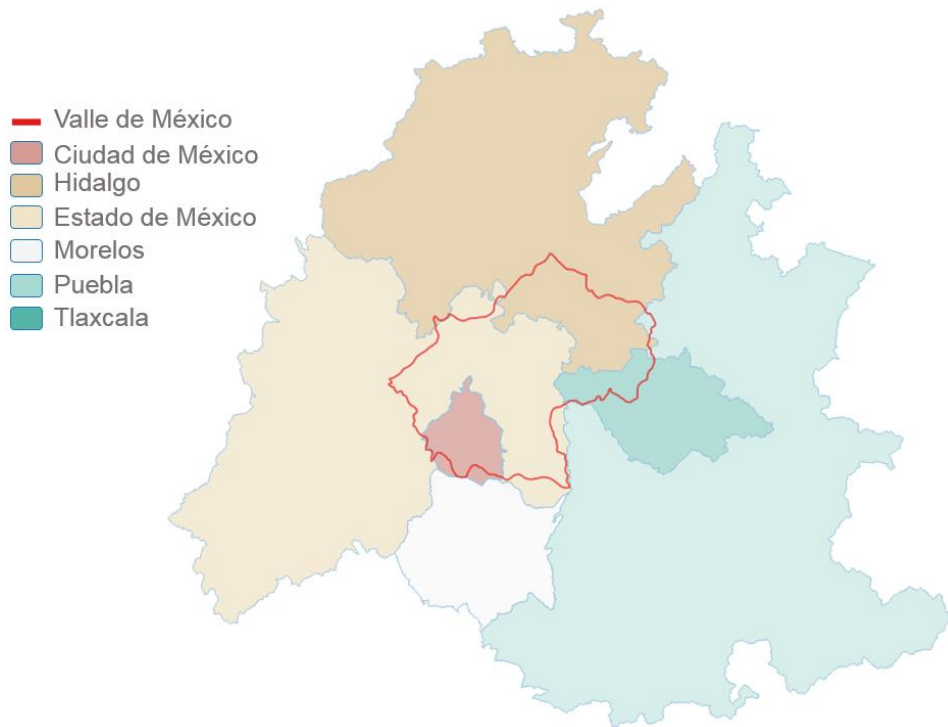 Valle de México
Ciudad de México
Hidalgo
Estado de México
Morelos
Puebla
Tlaxcala